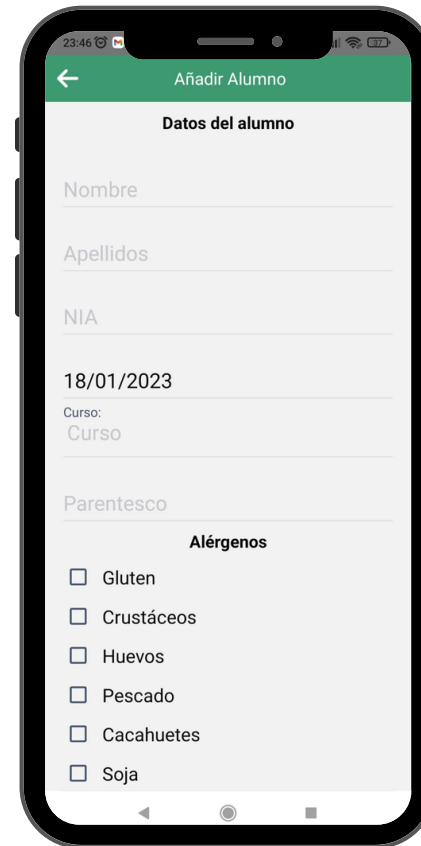 23:46
37
Añadir Alumno
Datos del alumno
Nombre
Apellidos
NIA
18/01/2023
Curso:
Curso
Parentesco
Alérgenos
Gluten
Crustáceos
Huevos
Pescado
Cacahuetes
Soja